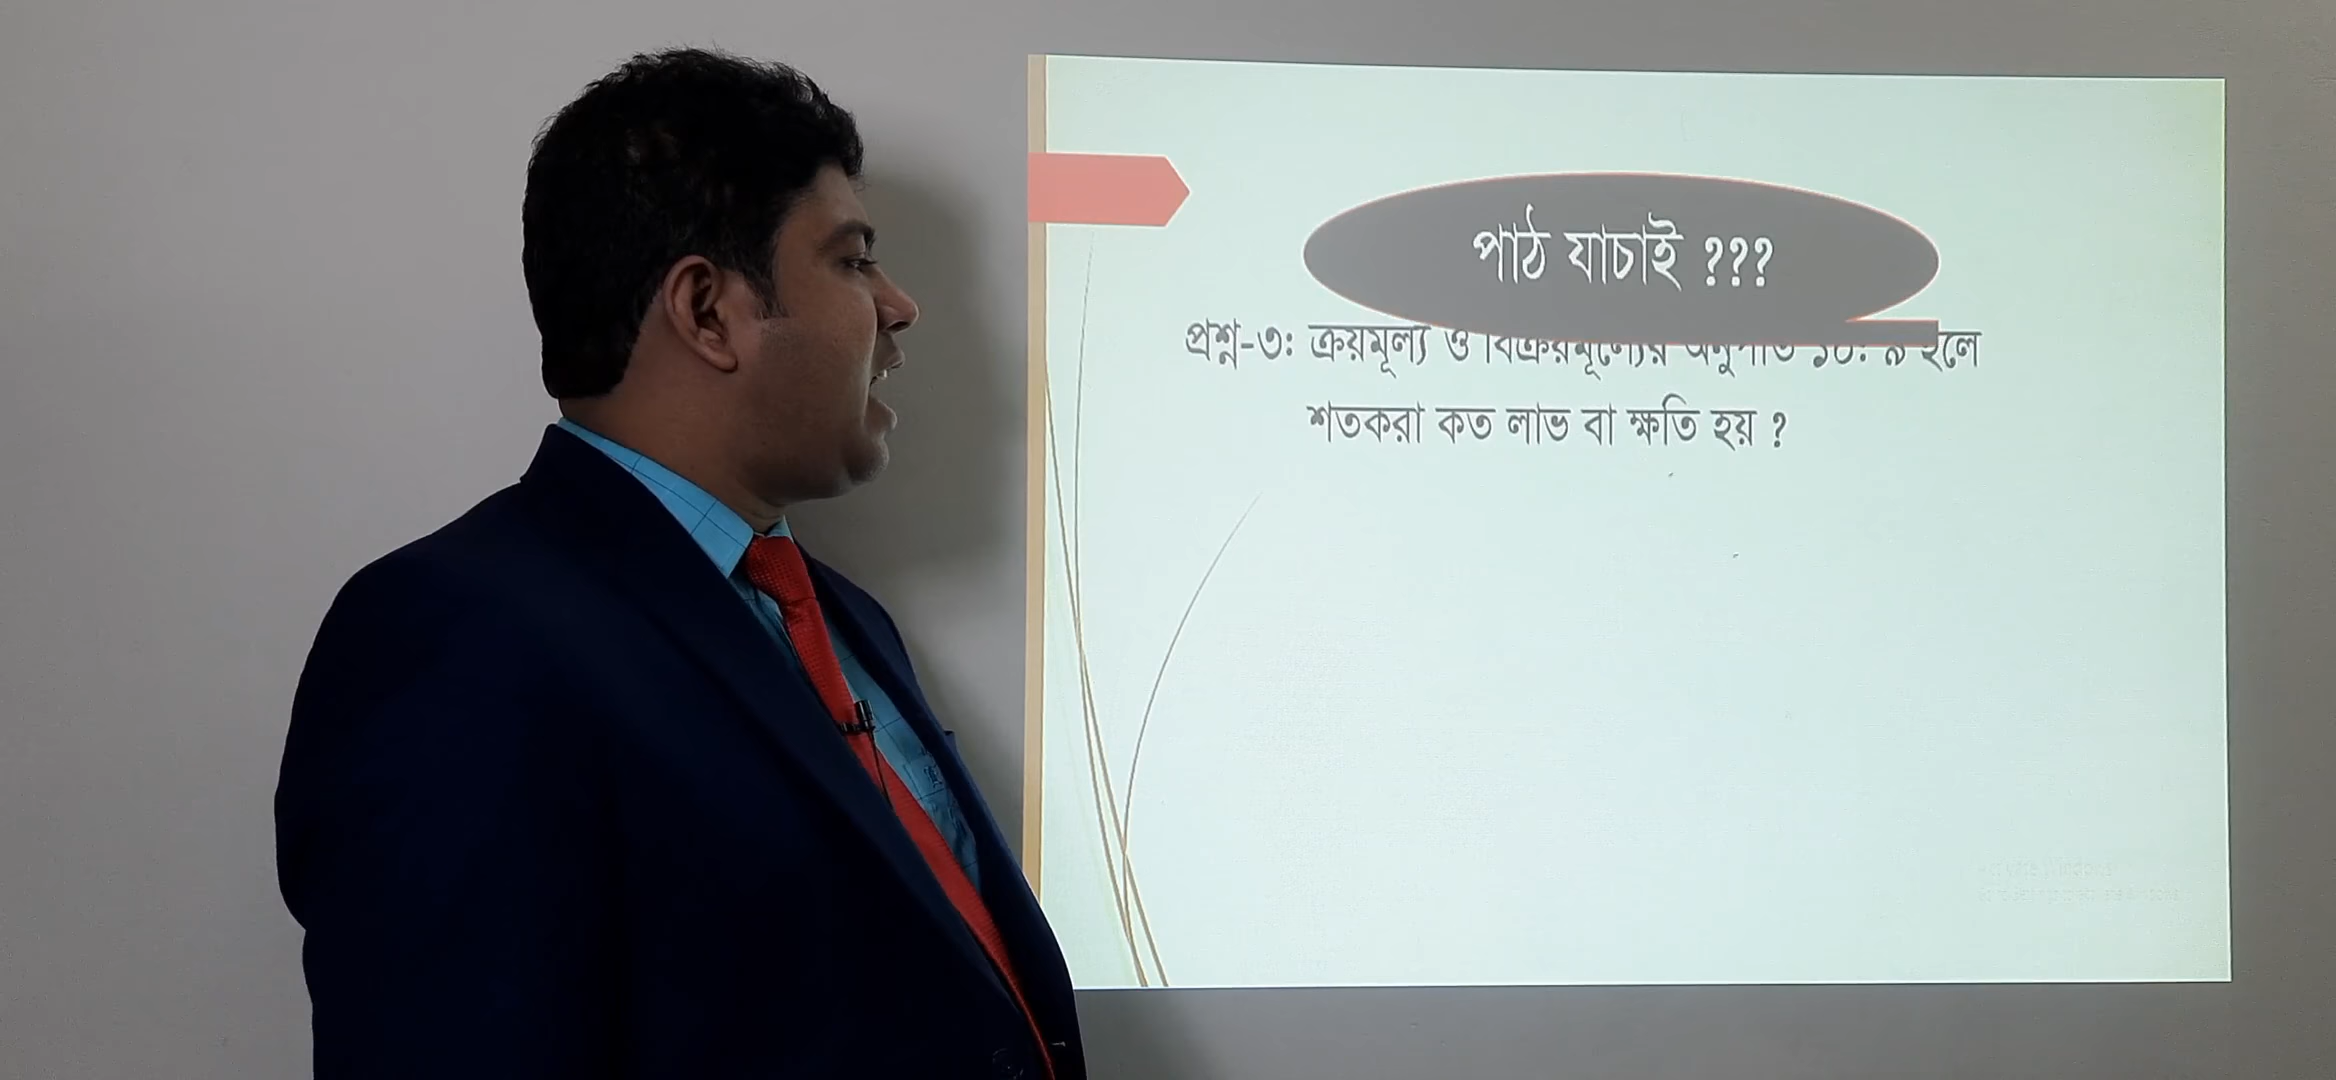 পাঠ যাচাই ???
প্রশ্ন-৩: ক্রয়মূল্য ও বিক্রয়মূল্যের অনুপাত ১০: ৯ হলে
শতকরা কত লাভ বা ক্ষতি হয় ?